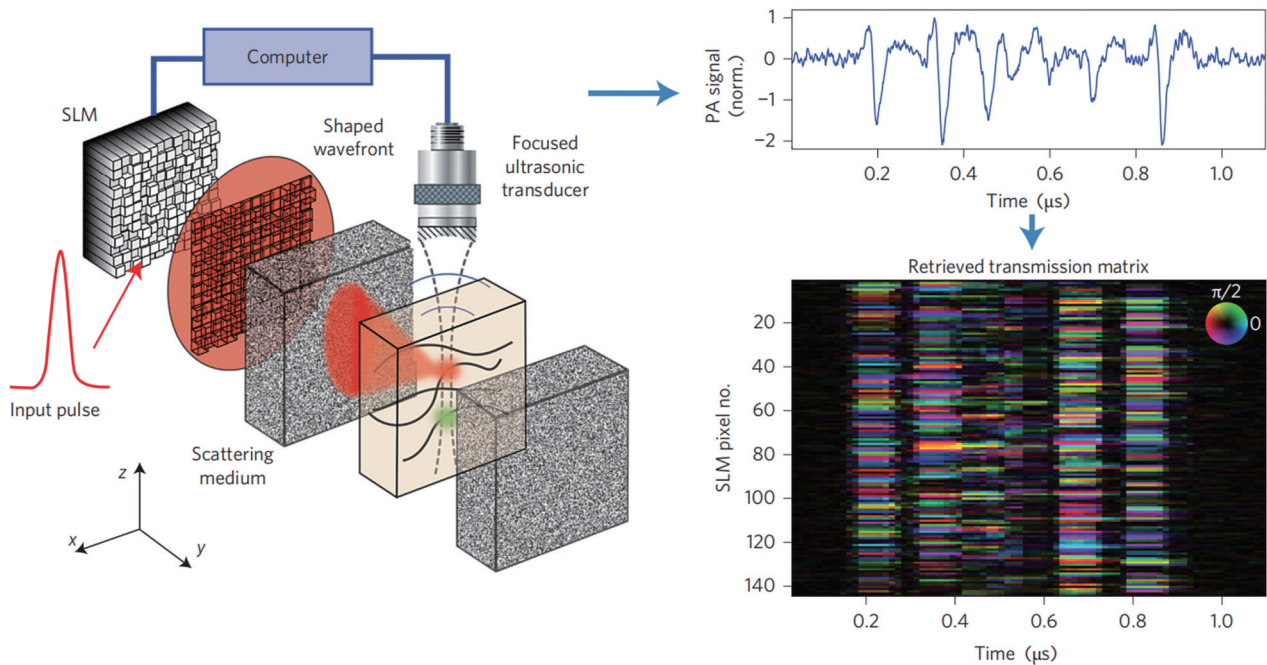 Computer
SLM
Shaped
wavefront
Focused
ultrasonic
transducer
Input pulse
Scattering
medium
z
x
y
PA signal
(norm.)
1
0
−1
−2
0.2
0.4
0.6
0.8
1.0
Time (μs)
Retrieved transmission matrix
π/2
0
SLM pixel no.
20
40
60
80
100
120
140
0.2
0.4
0.6
0.8
1.0
Time (μs)